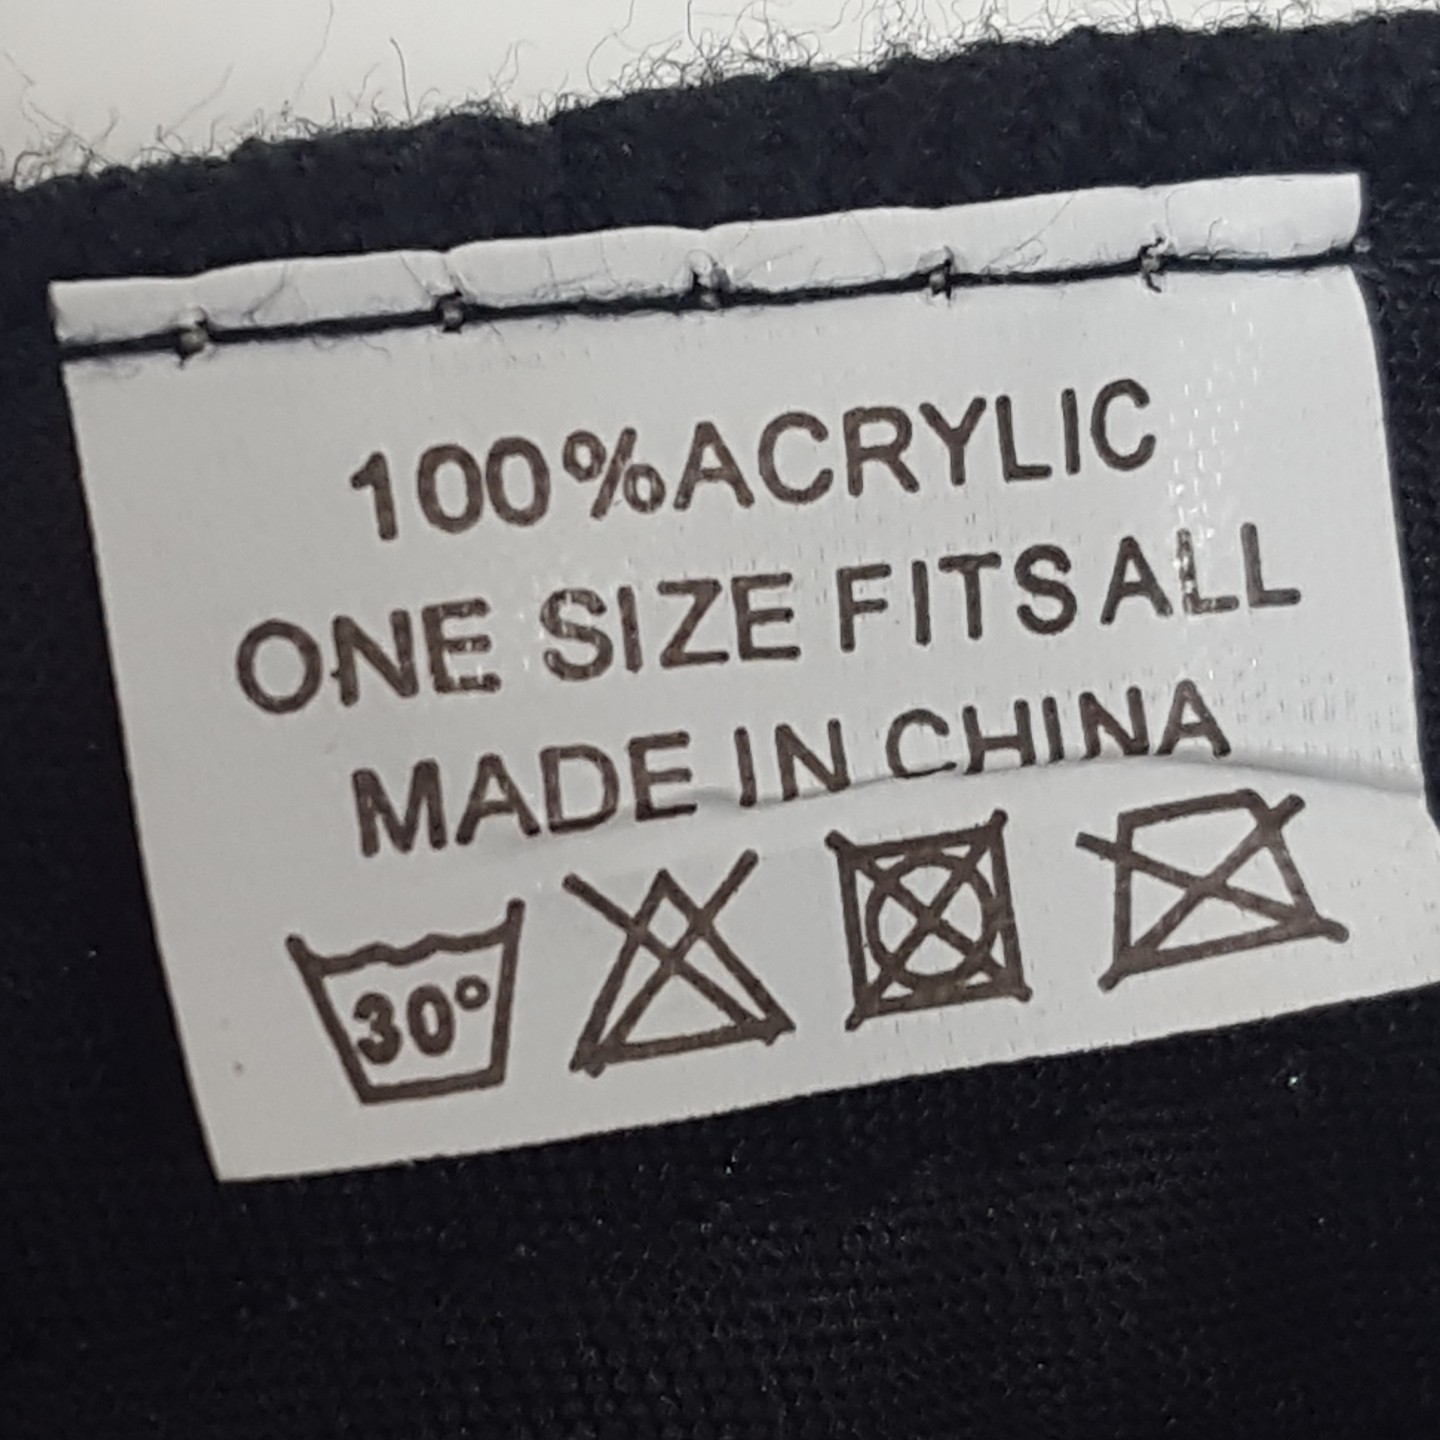 100%ACRYLIC
ONE SIZE FITS ALL
MADE IN CHINA
30°